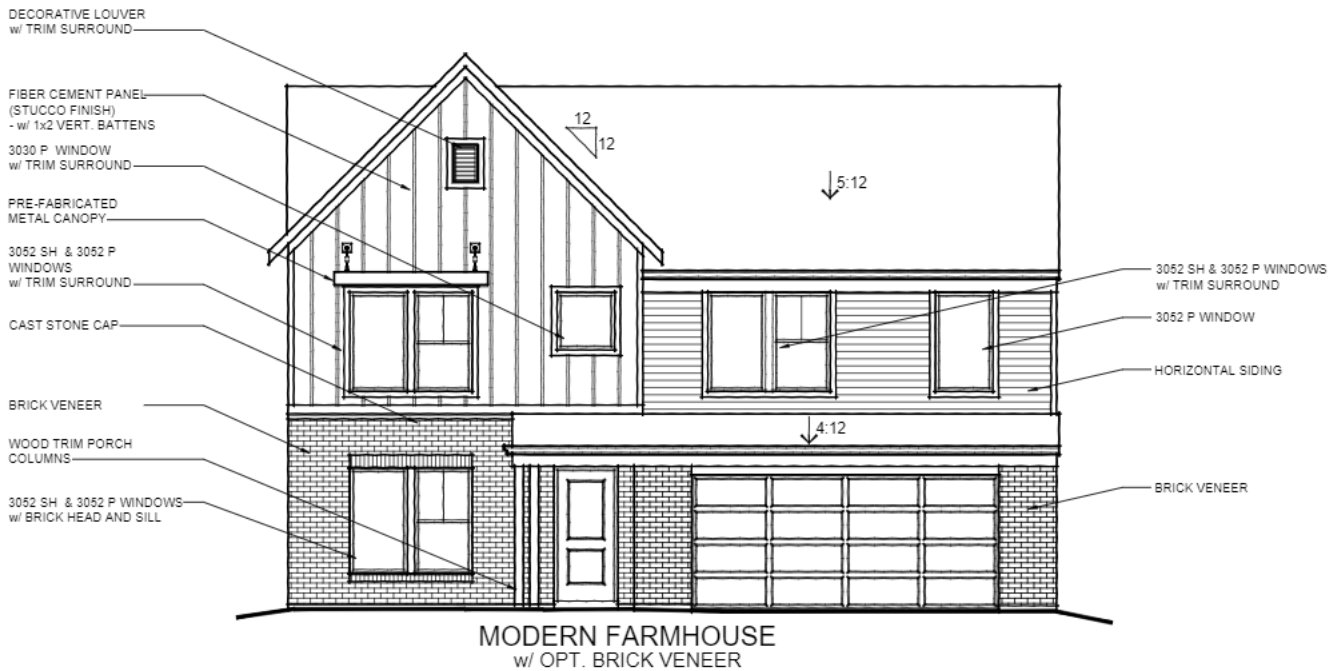 DECORATIVE LOUVER
w/ TRIM SURROUND
FIBER CEMENT PANEL
(STUCCO FINISH)
- w/ 1x2 VERT. BATTENS
3030 P WINDOW
w/ TRIM SURROUND
PRE-FABRICATED
METAL CANOPY
3052 SH & 3052 P
WINDOWS
w/ TRIM SURROUND
CAST STONE CAP
BRICK VENEER
WOOD TRIM PORCH
COLUMNS
3052 SH & 3052 P WINDOWS
w/ BRICK HEAD AND SILL
12
12
5:12
4:12
3052 SH & 3052 P WINDOWS
w/ TRIM SURROUND
3052 P WINDOW
HORIZONTAL SIDING
BRICK VENEER
MODERN FARMHOUSE
w/ OPT. BRICK VENEER